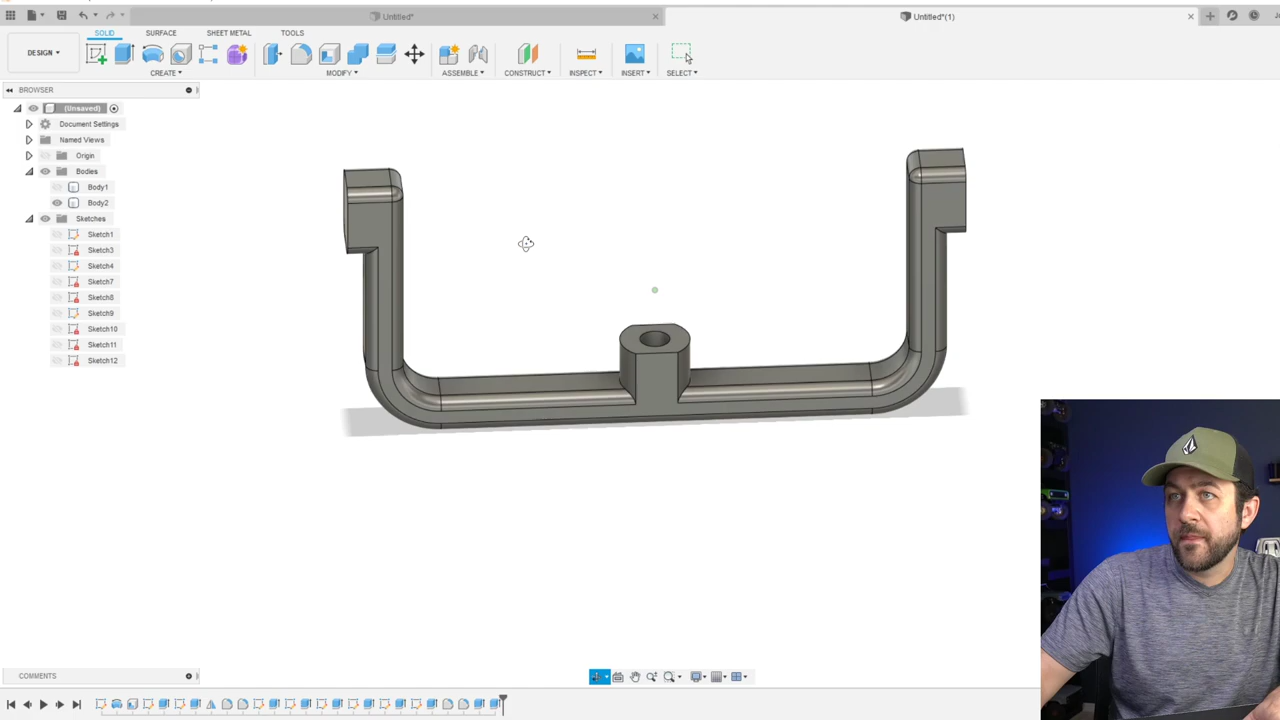 Untitled*
Untitled*(1)
DESIGN
SOLID
SURFACE
SHEET METAL
TOOLS
CREATE
MODIFY
ASSEMBLE
CONSTRUCT
INSPECT
INSERT
SELECT
BROWSER
(Unsaved)
Document Settings
Named Views
Origin
Bodies
Body1
Body2
Sketches
Sketch1
Sketch3
Sketch4
Sketch7
Sketch8
Sketch9
Sketch10
Sketch11
Sketch12
COMMENTS